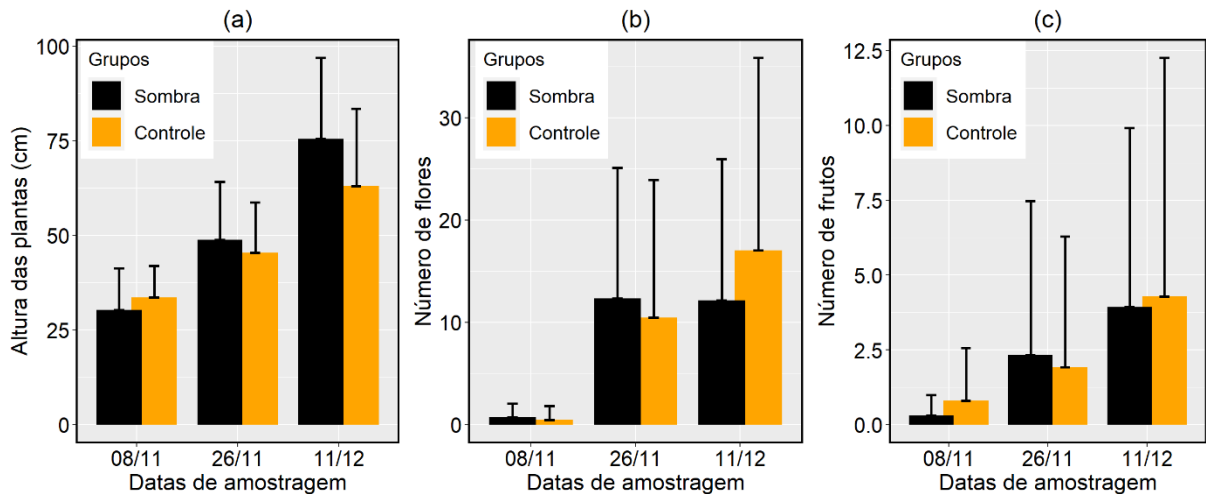 (a)
Altura das plantas (cm)
100
75
50
25
0
Grupos
Sombra
Controle
08/11
26/11
11/12
Datas de amostragem
(b)
Número de flores
30
20
10
0
Grupos
Sombra
Controle
08/11
26/11
11/12
Datas de amostragem
(c)
Número de frutos
12.5
10.0
7.5
5.0
2.5
0.0
Grupos
Sombra
Controle
08/11
26/11
11/12
Datas de amostragem